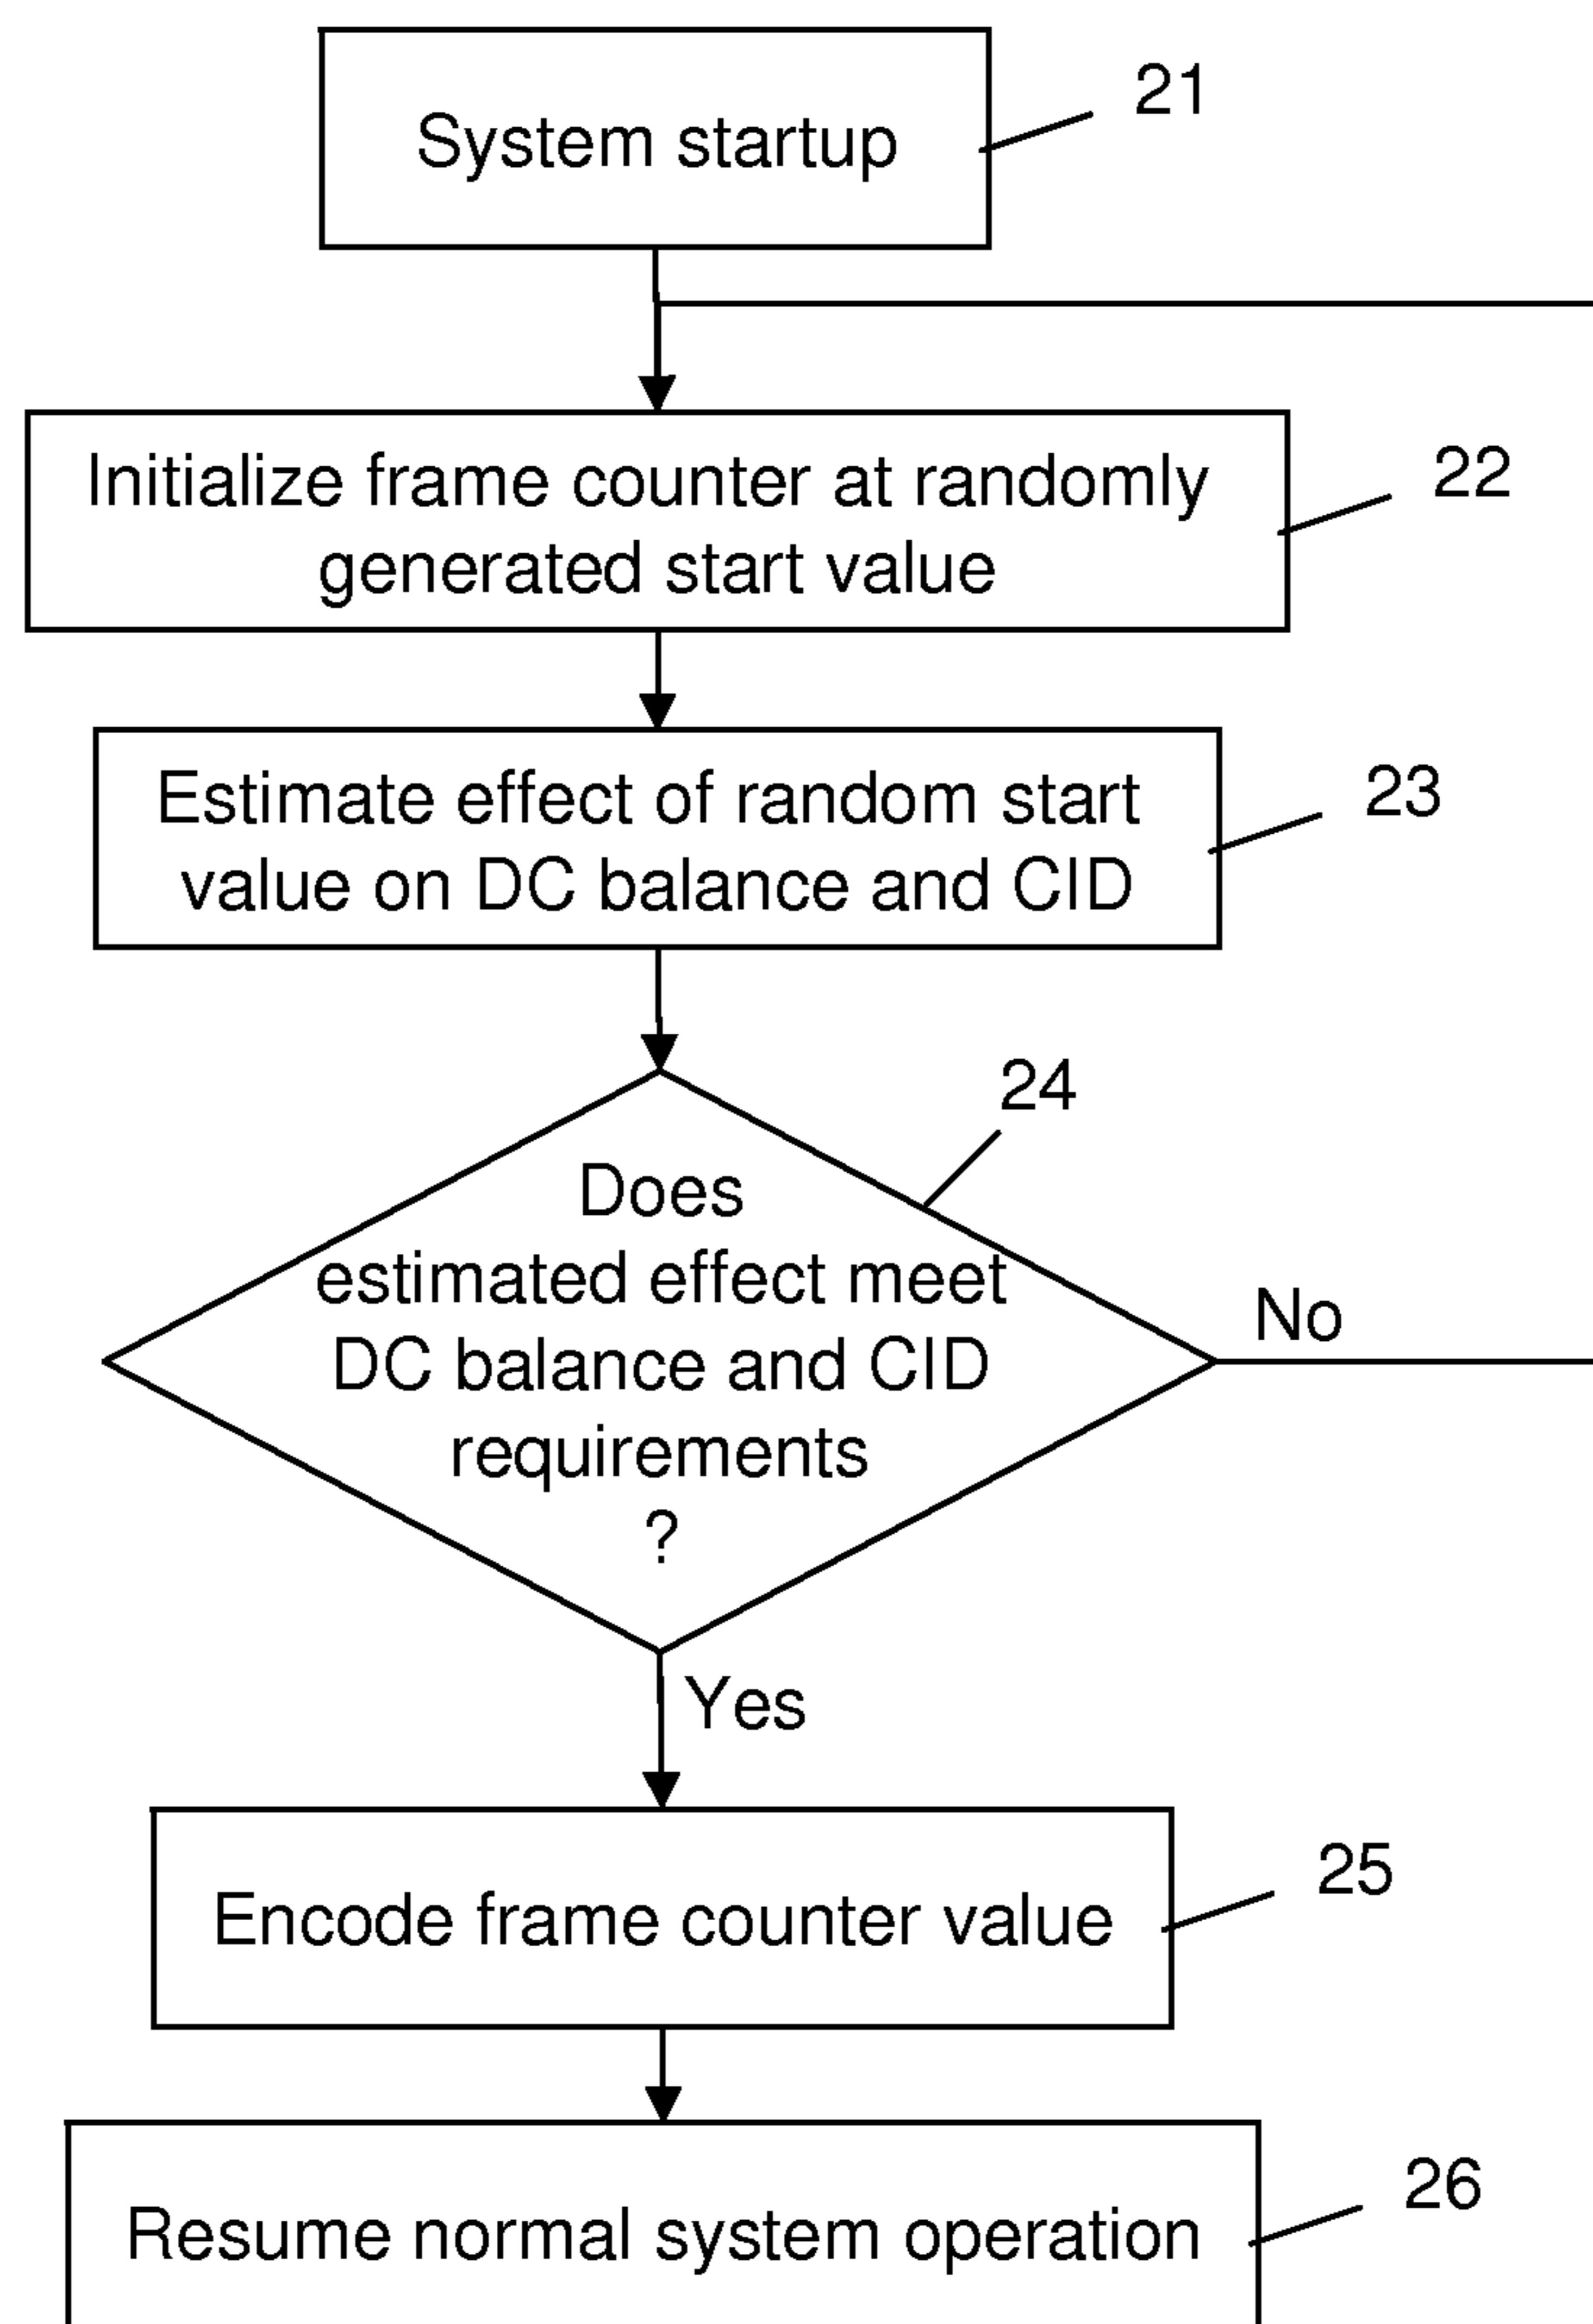 System startup
21
Initialize frame counter at randomly
generated start value
22
Estimate effect of random start
value on DC balance and CID
23
24
Does
estimated effect meet
DC balance and CID
requirements
?
No
Yes
Encode frame counter value
25
Resume normal system operation
26